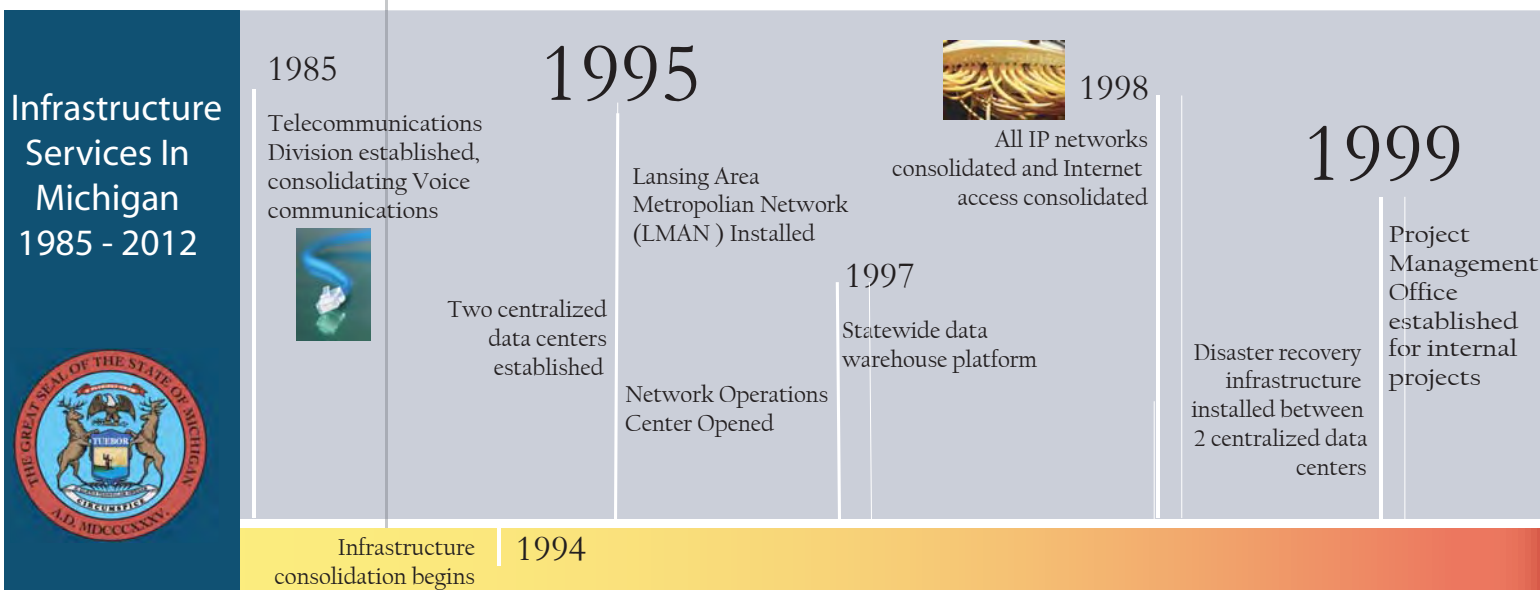 Infrastructure
Services In
Michigan
1985 - 2012
THE GREAT SEAL OF THE STATE OF MICHIGAN
TUEBOR
CIRCUMSPICE
A.D. MDCCCXXXV.
1985
Telecommunications
Division established,
consolidating Voice
communications
1995
Lansing Area
Metropolian Network
(LMAN ) Installed
Two centralized
data centers
established
Network Operations
Center Opened
1997
Statewide data
warehouse platform
1998
All IP networks
consolidated and Internet
access consolidated
1999
Project
Management
Office
established
for internal
projects
Disaster recovery
infrastructure
installed between
2 centralized data
centers
Infrastructure
consolidation begins
1994